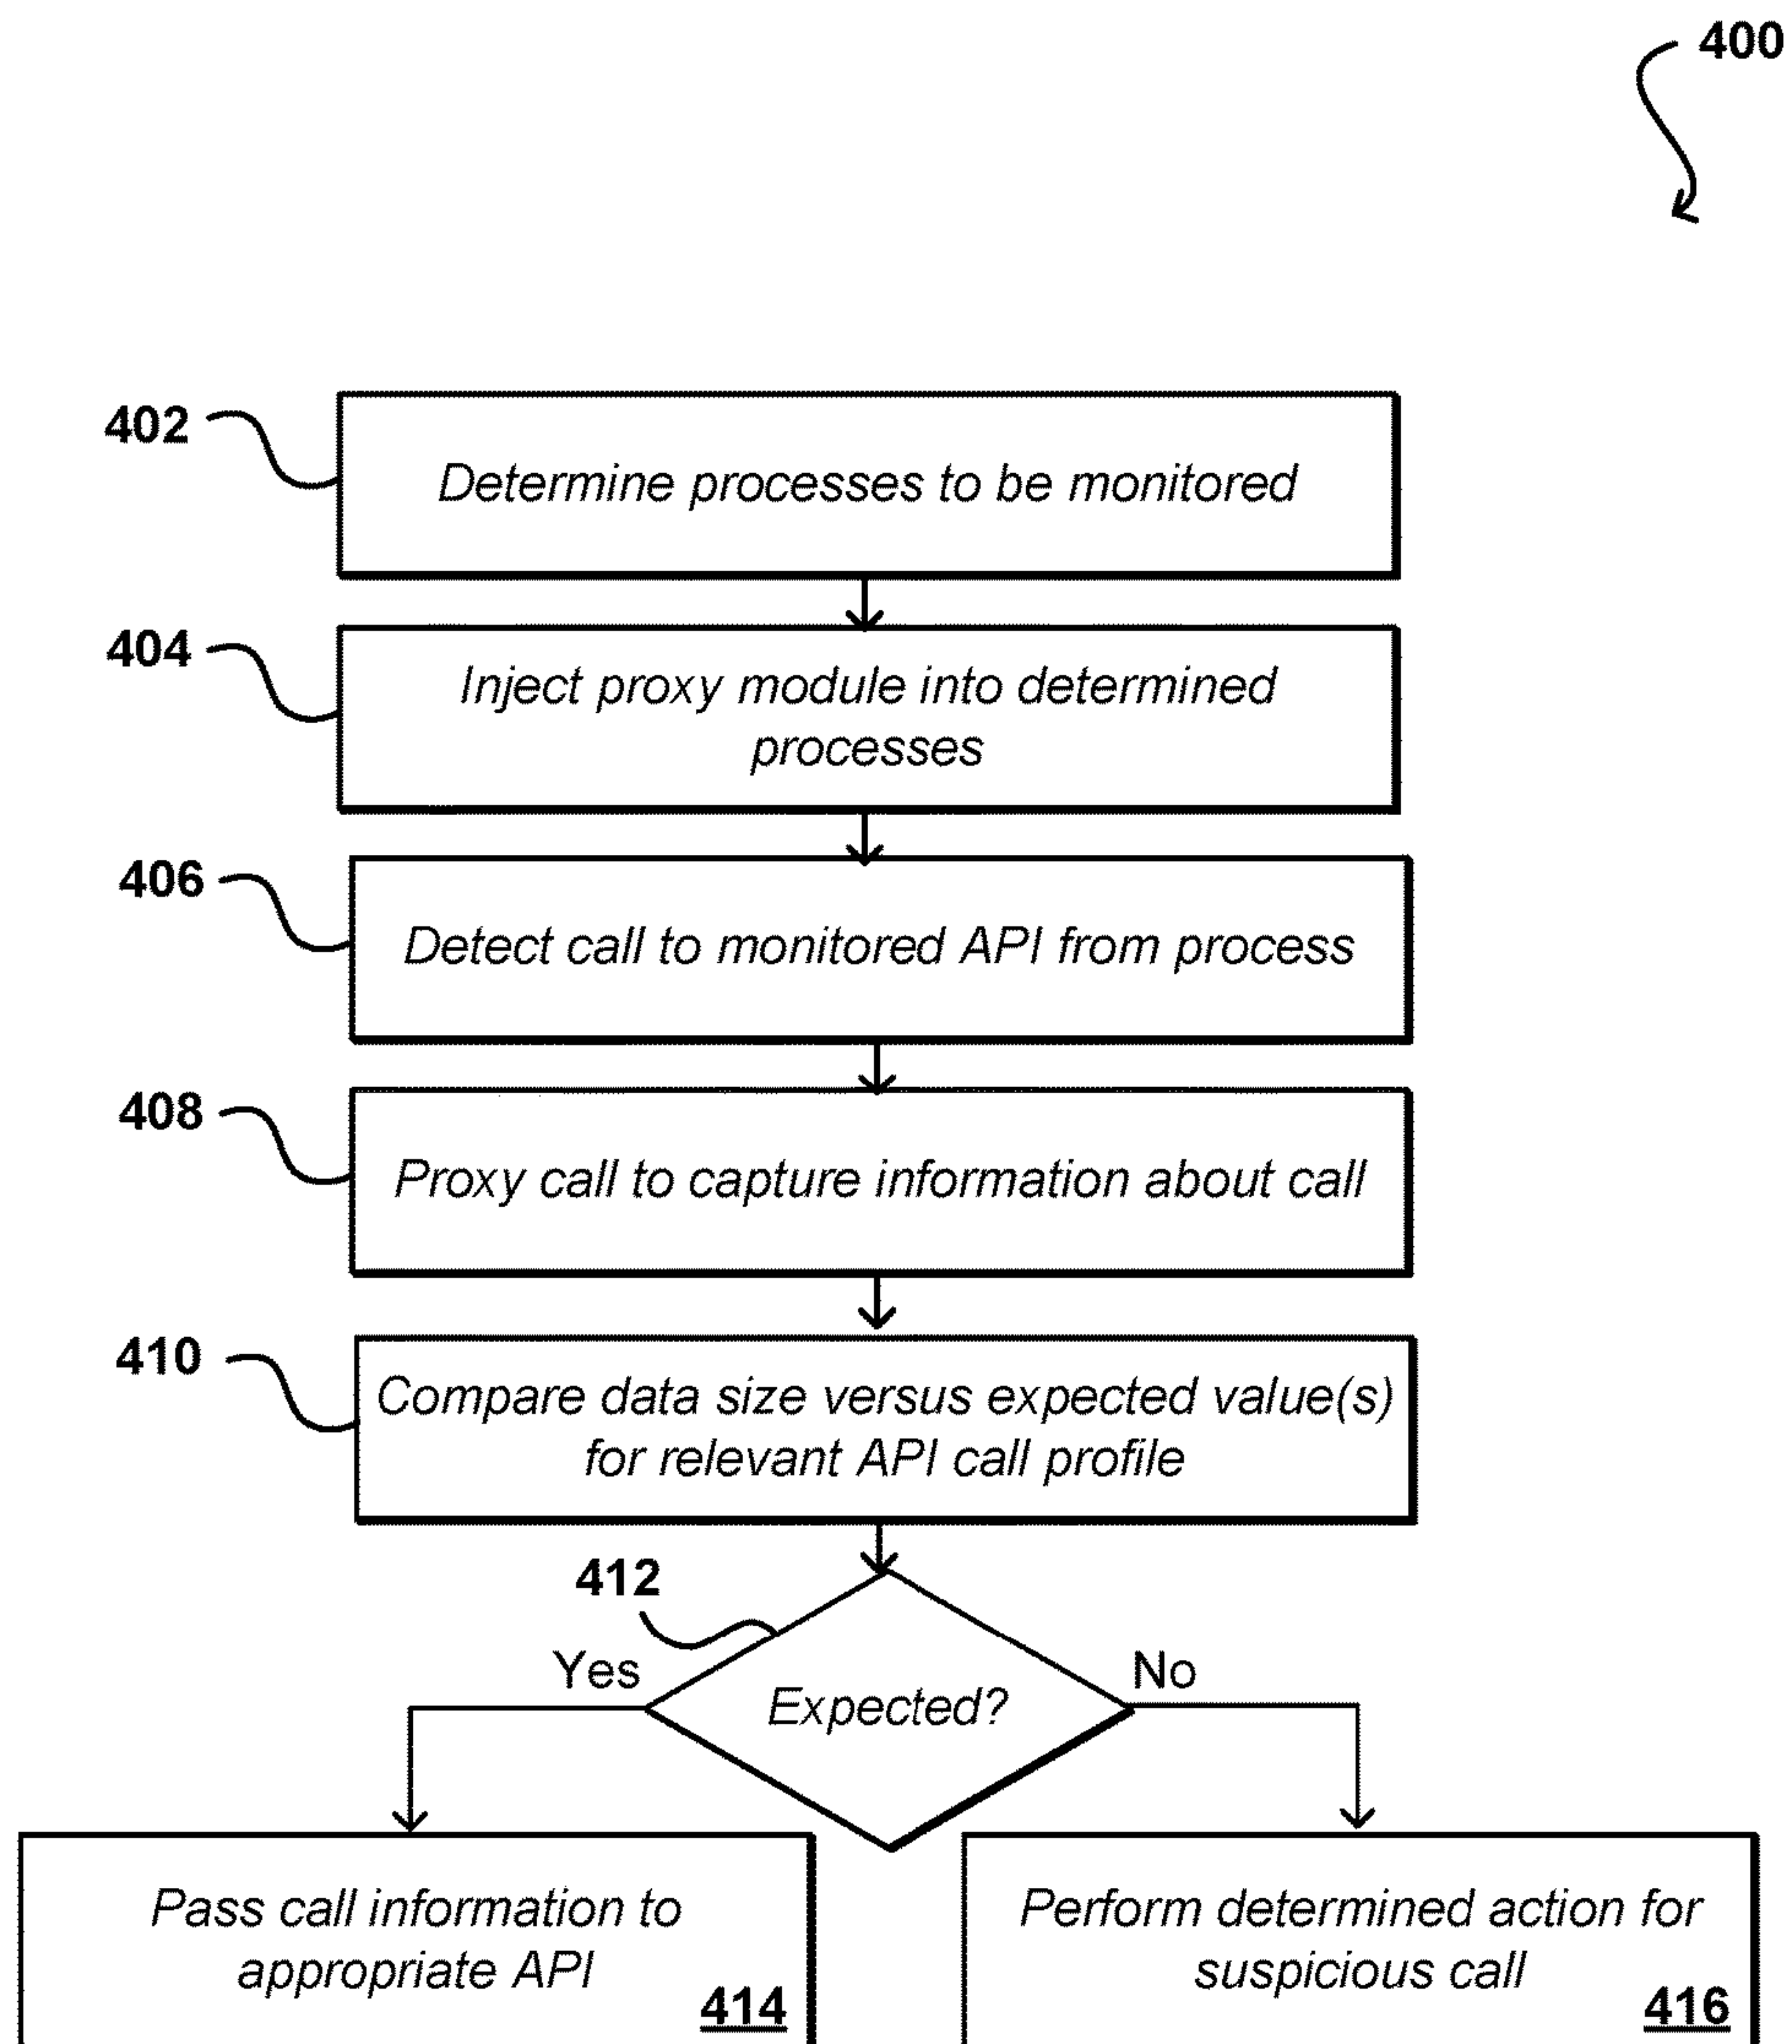 400
402
Determine processes to be monitored
404
Inject proxy module into determined
processes
406
Detect call to monitored API from process
408
Proxy call to capture information about call
410
Compare data size versus expected value(s)
for relevant API call profile
412
Yes
No
Expected?
Pass call information to
appropriate API
414
Perform determined action for
suspicious call
416